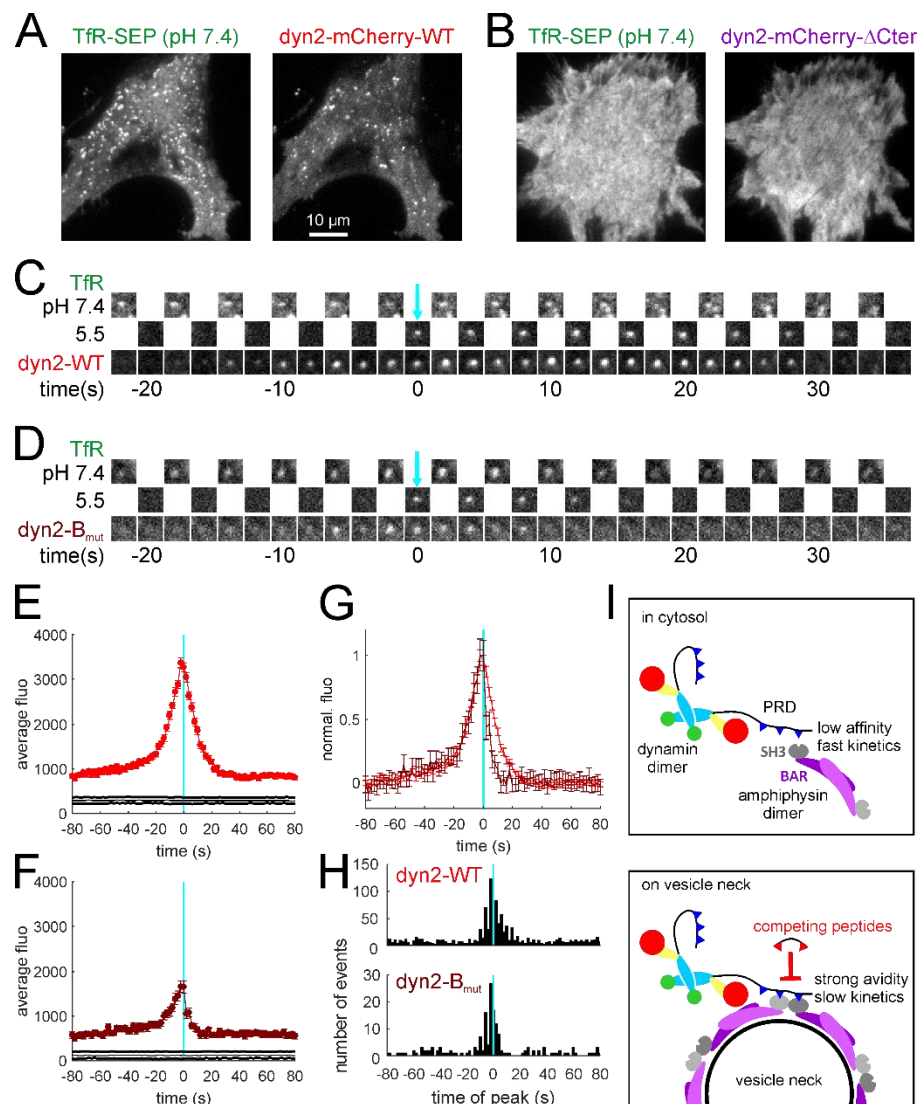 A
TfR-SEP (pH 7.4)
dyn2-mCherry-WT
10 µm
B
TfR-SEP (pH 7.4)
dyn2-mCherry-ΔCter
C
TfR
pH 7.4
5.5
dyn2-WT
time(s)
-20 -10 0 10 20 30
D
TfR
pH 7.4
5.5
dyn2-Bmut
time(s)
-20 -10 0 10 20 30
E
average fluo
4000
3000
2000
1000
0
-80 -60 -40 -20 0 20 40 60 80
time (s)
F
average fluo
4000
3000
2000
1000
0
-80 -60 -40 -20 0 20 40 60 80
time (s)
G
normal. fluo
1
0.5
0
-80 -60 -40 -20 0 20 40 60 80
time (s)
H
number of events
dyn2-WT
150
100
50
0
dyn2-Bmut
30
20
10
0
-80 -60 -40 -20 0 20 40 60 80
time of peak (s)
I
in cytosol
PRD
low affinity
fast kinetics
SH3
dynamin
dimer
BAR
amphiphysin
dimer
on vesicle neck
competing peptides
strong avidity
slow kinetics
vesicle neck